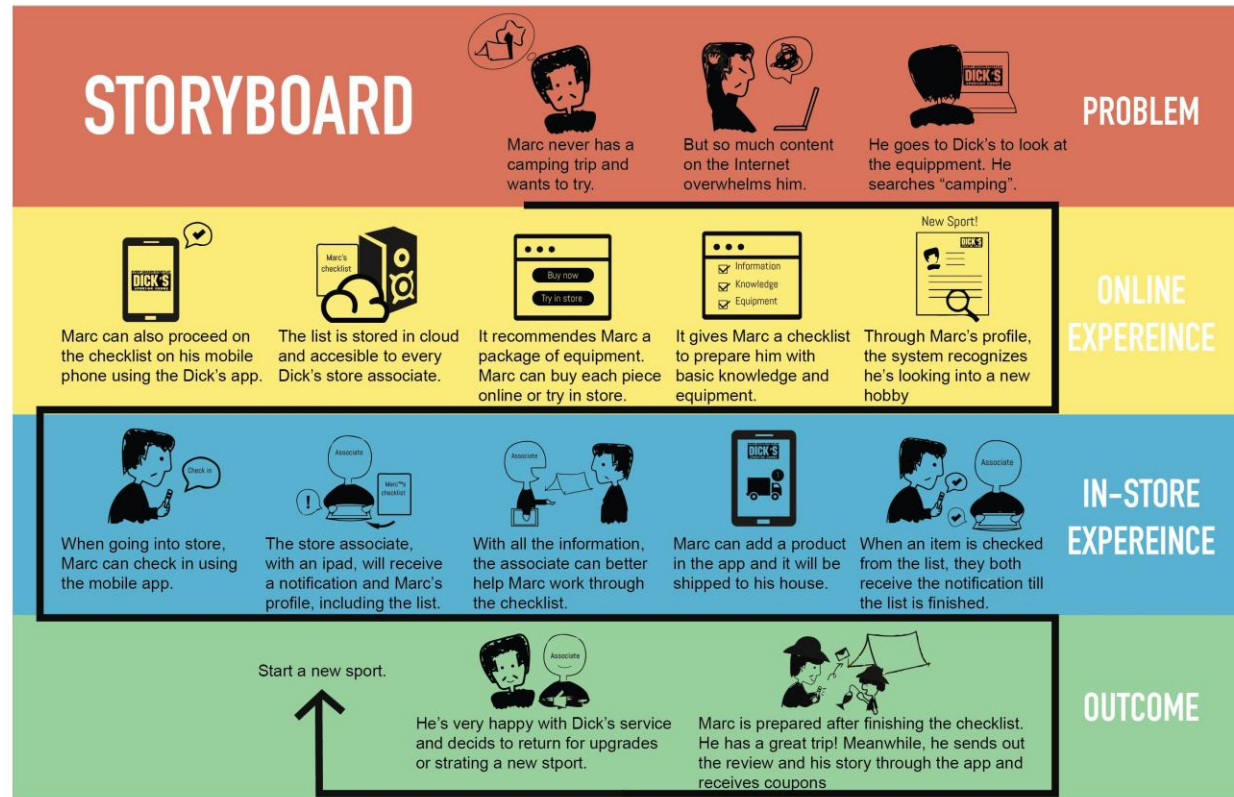 STORYBOARD
PROBLEM
DICK'S
Marc never has a
camping trip and
wants to try.
But so much content
on the Internet
overwhelms him.
He goes to Dick's to look at
the equippment. He
searches "camping".
ONLINE
EXPEREINCE
New Sport!
DICK'S
Through Marc's profile,
the system recognizes
he's looking into a new
hobby
Information
Knowledge
Equipment
It gives Marc a checklist
to prepare him with
basic knowledge and
equipment.
Buy now
Try in store
It recommendes Marc a
package of equipment.
Marc can buy each piece
online or try in store.
Marc's
checklist
The list is stored in cloud
and accesible to every
Dick's store associate.
DICK'S
Marc can also proceed on
the checklist on his mobile
phone using the Dick's app.
IN-STORE
EXPEREINCE
Check in
When going into store,
Marc can check in using
the mobile app.
Associate
!
Marc™s
checklist
The store associate,
with an ipad, will receive
a notification and Marc's
profile, including the list.
Associate
With all the information,
the associate can better
help Marc work through
the checklist.
DICK'S
Marc can add a product
in the app and it will be
shipped to his house.
Associate
When an item is checked
from the list, they both
receive the notification till
the list is finished.
OUTCOME
Marc is prepared after finishing the checklist.
He has a great trip! Meanwhile, he sends out
the review and his story through the app and
receives coupons
Associate
He's very happy with Dick's service
and decids to return for upgrades
or strating a new stport.
Start a new sport.